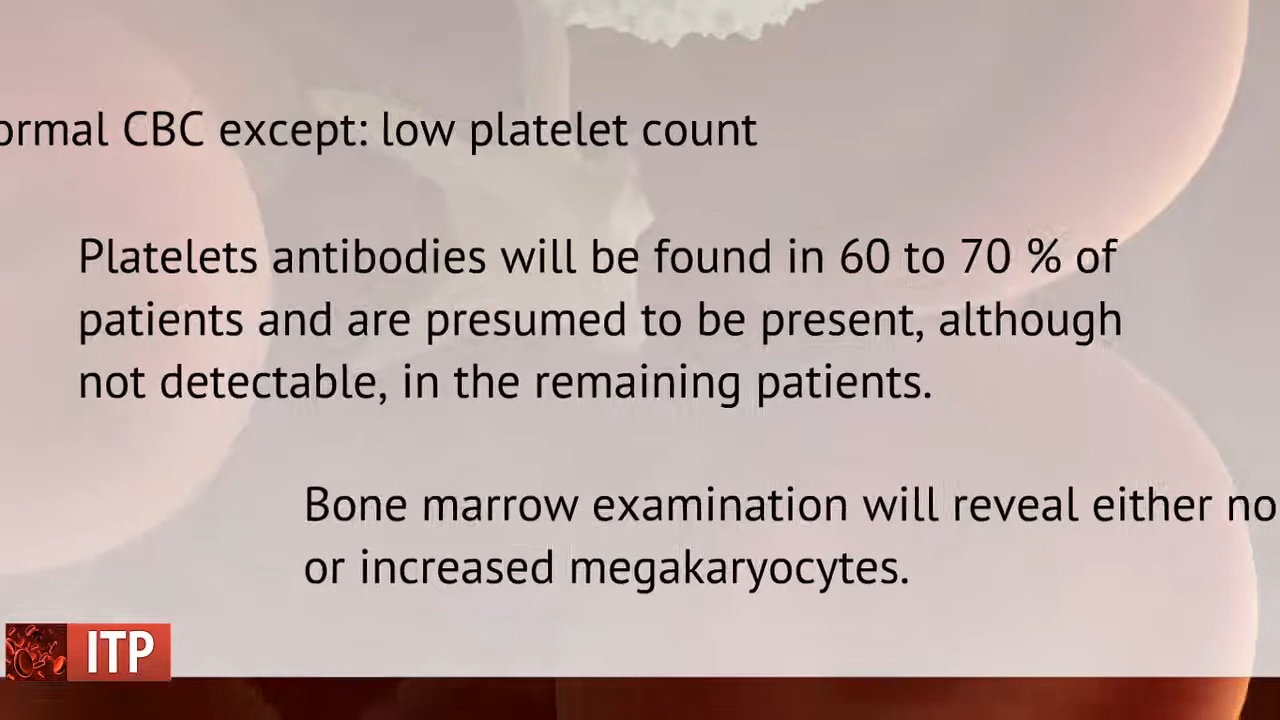 ormal CBC except: low platelet count
Platelets antibodies will be found in 60 to 70 % of
patients and are presumed to be present, although
not detectable, in the remaining patients.
Bone marrow examination will reveal either no
or increased megakaryocytes.
ITP